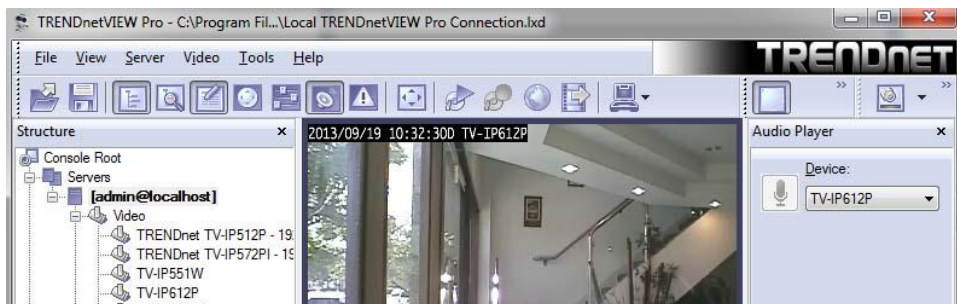 TRENDnetVIEW Pro - C:\Program Fil...\Local TRENDnetVIEW Pro Connection.lxd
File View Server Video Tools Help
TRENDNET
Structure
2013/09/19 10:32:30D TV-IP612P
Audio Player
Console Root
Servers
[admin@localhost]
Video
TRENDnet TV-IP512P - 19
TRENDnet TV-IP572PI - 19
TV-IP551W
TV-IP612P
Device:
TV-IP612P